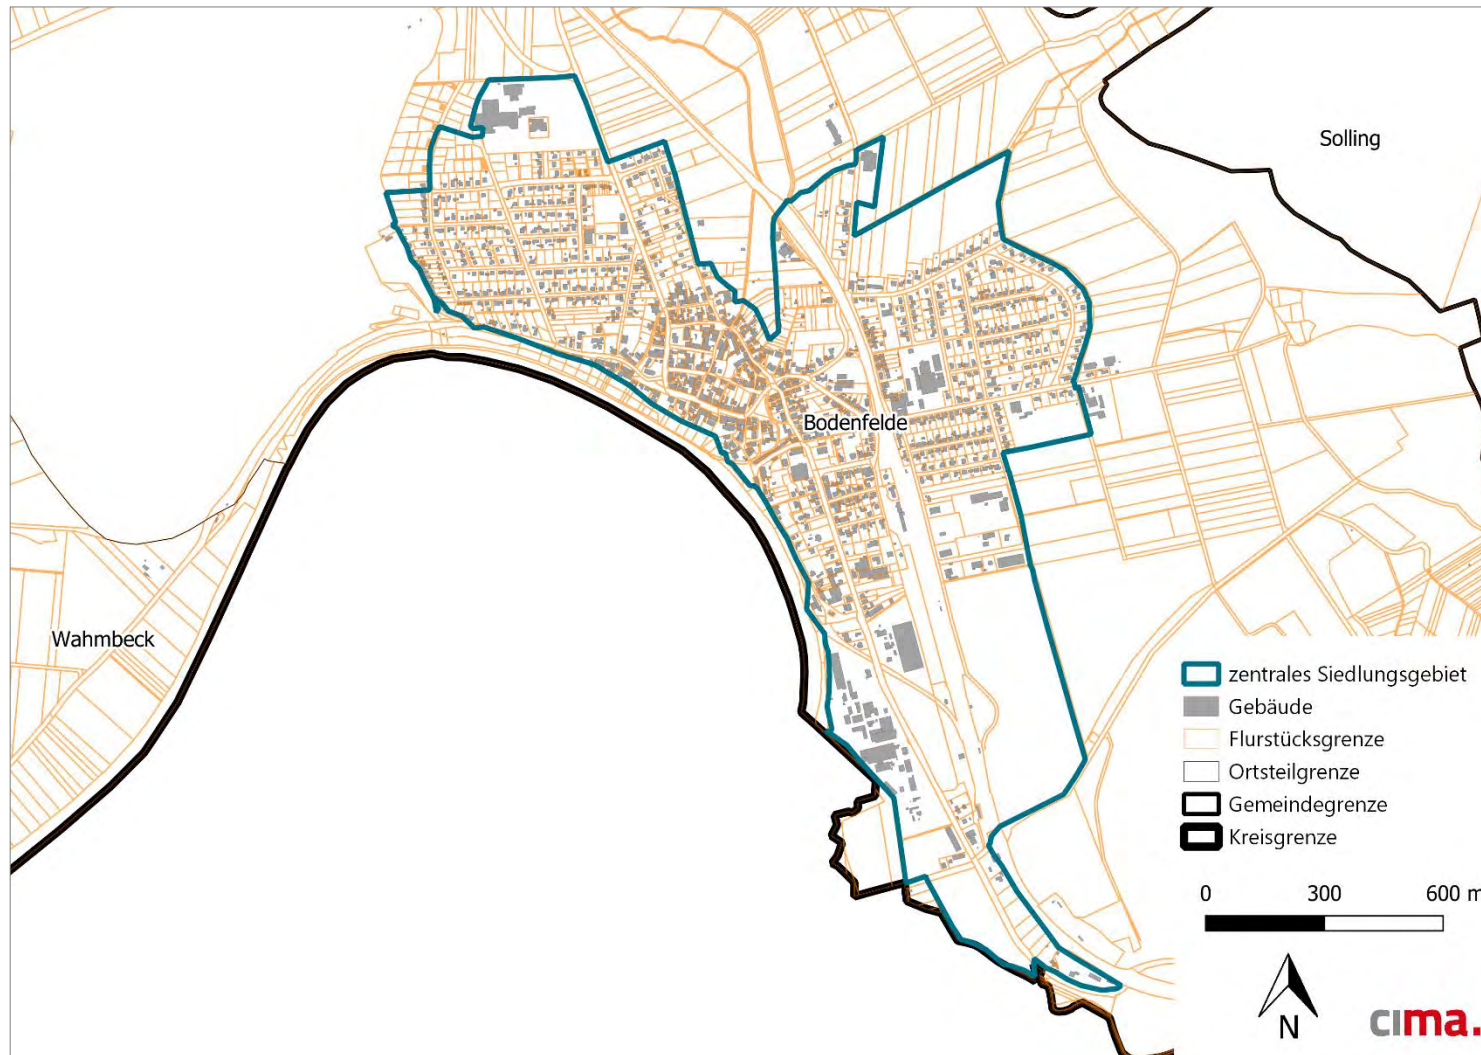 Solling
Bodenfelde
Wahmbeck
zentrales Siedlungsgebiet
Gebäude
Flurstücksgrenze
Ortsteilgrenze
Gemeindegrenze
Kreisgrenze
0 300 600 m
N
cima.